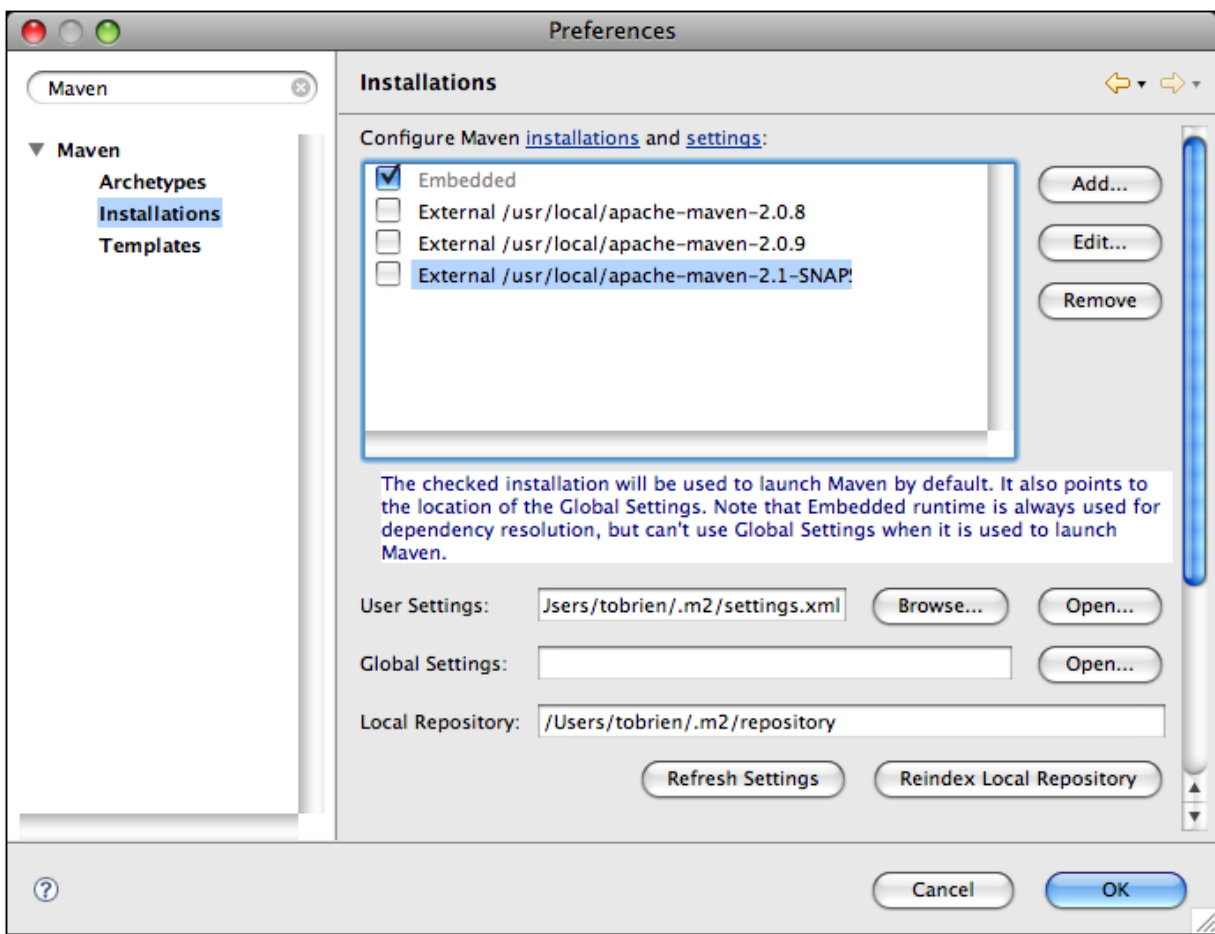 Preferences
Maven
Installations
Configure Maven installations and settings:
Maven
Archetypes
Installations
Templates
Embedded
External /usr/local/apache-maven-2.0.8
External /usr/local/apache-maven-2.0.9
External /usr/local/apache-maven-2.1-SNAP
Add...
Edit...
Remove
The checked installation will be used to launch Maven by default. It also points to
the location of the Global Settings. Note that Embedded runtime is always used for
dependency resolution, but can't use Global Settings when it is used to launch
Maven.
User Settings: Jsers/tobrien/.m2/settings.xml Browse... Open...
Global Settings: Open...
Local Repository: /Users/tobrien/.m2/repository
Refresh Settings Reindex Local Repository
? Cancel OK